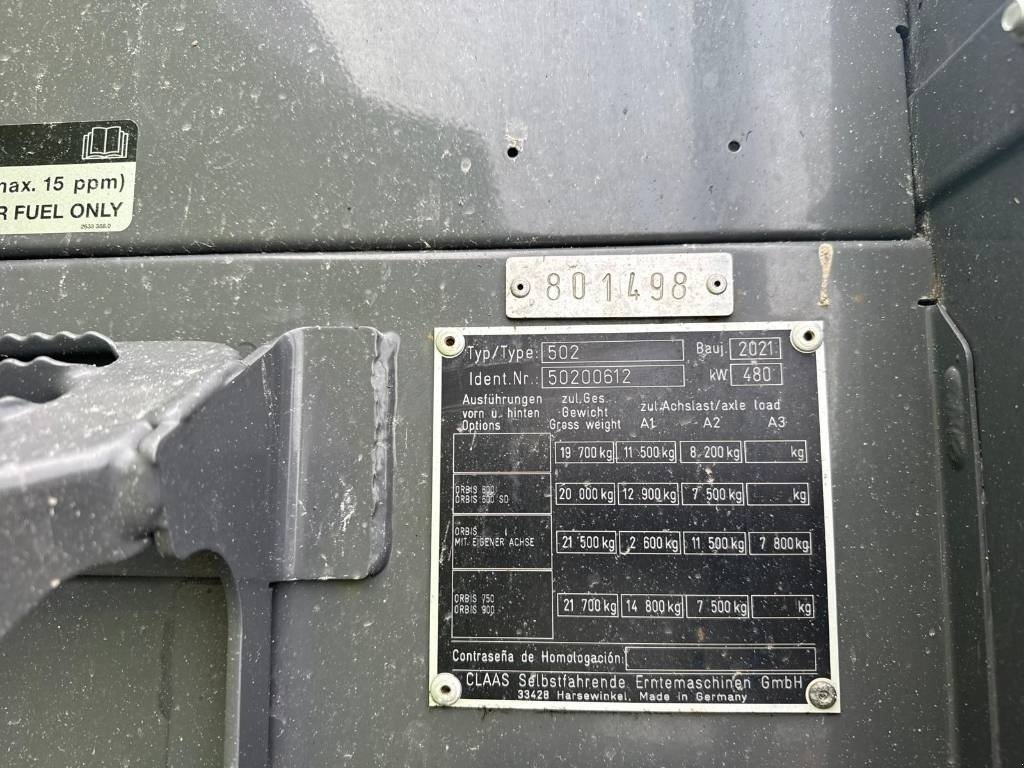 max. 15 ppm)
R FUEL ONLY
2633 388.0
801498
Typ/Type: 502 Bauj. 2021
Ident.Nr.: 50200612 kW 480
Ausführungen zul.Ges.
vorn u. hinten Gewicht zul.Achslast/axle load
Options Gross weight A1 A2 A3
19 700 kg 11 500 kg 8 200 kg kg
ORBIS 600
ORBIS 600 SD 20 000 kg 12 900 kg 7 500 kg kg
ORBIS
MIT EIGENER ACHSE 21 500 kg 2 600 kg 11 500 kg 7 800 kg
ORBIS 750
ORBIS 900 21 700 kg 14 800 kg 7 500 kg kg
Contraseña de Homologación:
CLAAS Selbstfahrende Erntemaschinen GmbH
33428 Harsewinkel, Made in Germany